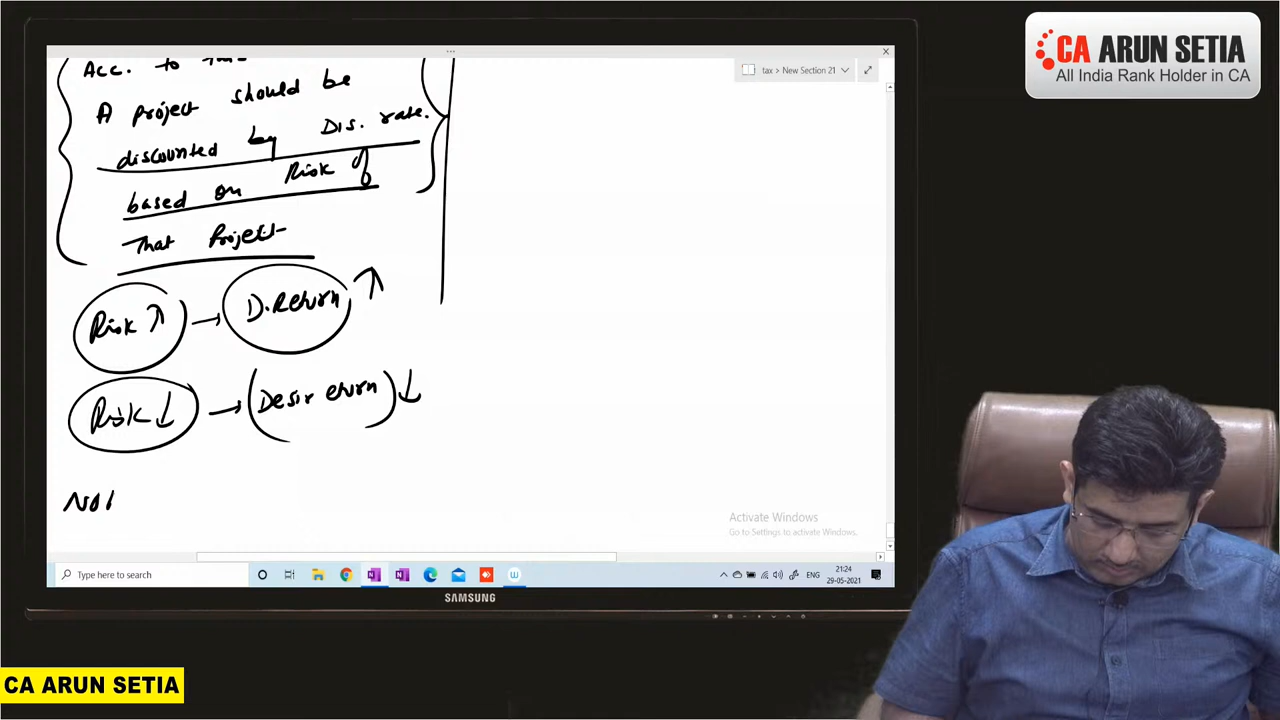 CA ARUN SETIA
All India Rank Holder in CA
tax > New Section 21
Acc. to
A project should be
discounted by Dis. rate.
based on Risk of
That Project
Risk ↑ → D.Return ↑
Risk ↓ → (Desir eturn) ↓
Not
Activate Windows
Go to Settings to activate Windows.
Type here to search
ENG
21:24
29-05-2021
SAMSUNG
CA ARUN SETIA